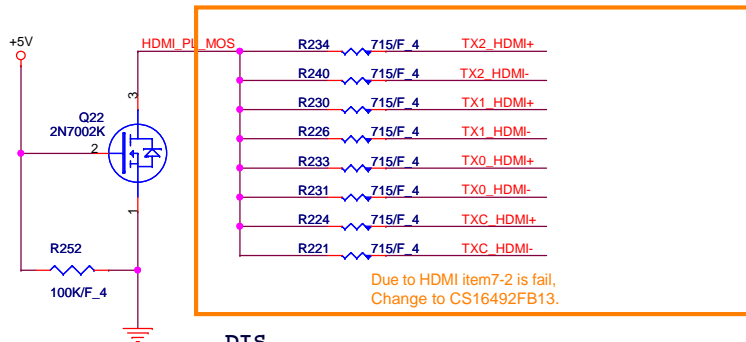 +5V
HDMI_PL_MOS
R234 715/F_4 TX2_HDMI+
R240 TX2_HDMI-
3
R230 715/F_4 TX1_HDMI+
Q22
2N7002K
R226 715/F_4 TX1_HDMI-
2
R233 715/F_4 TX0_HDMI+
R231 715/F_4 TX0_HDMI-
1
R224 715/F_4 TXC_HDMI+
R252
R221 715/F_4 TXC_HDMI-
100K/F_4
Due to HDMI item7-2 is fail,
Change to CS16492FB13.